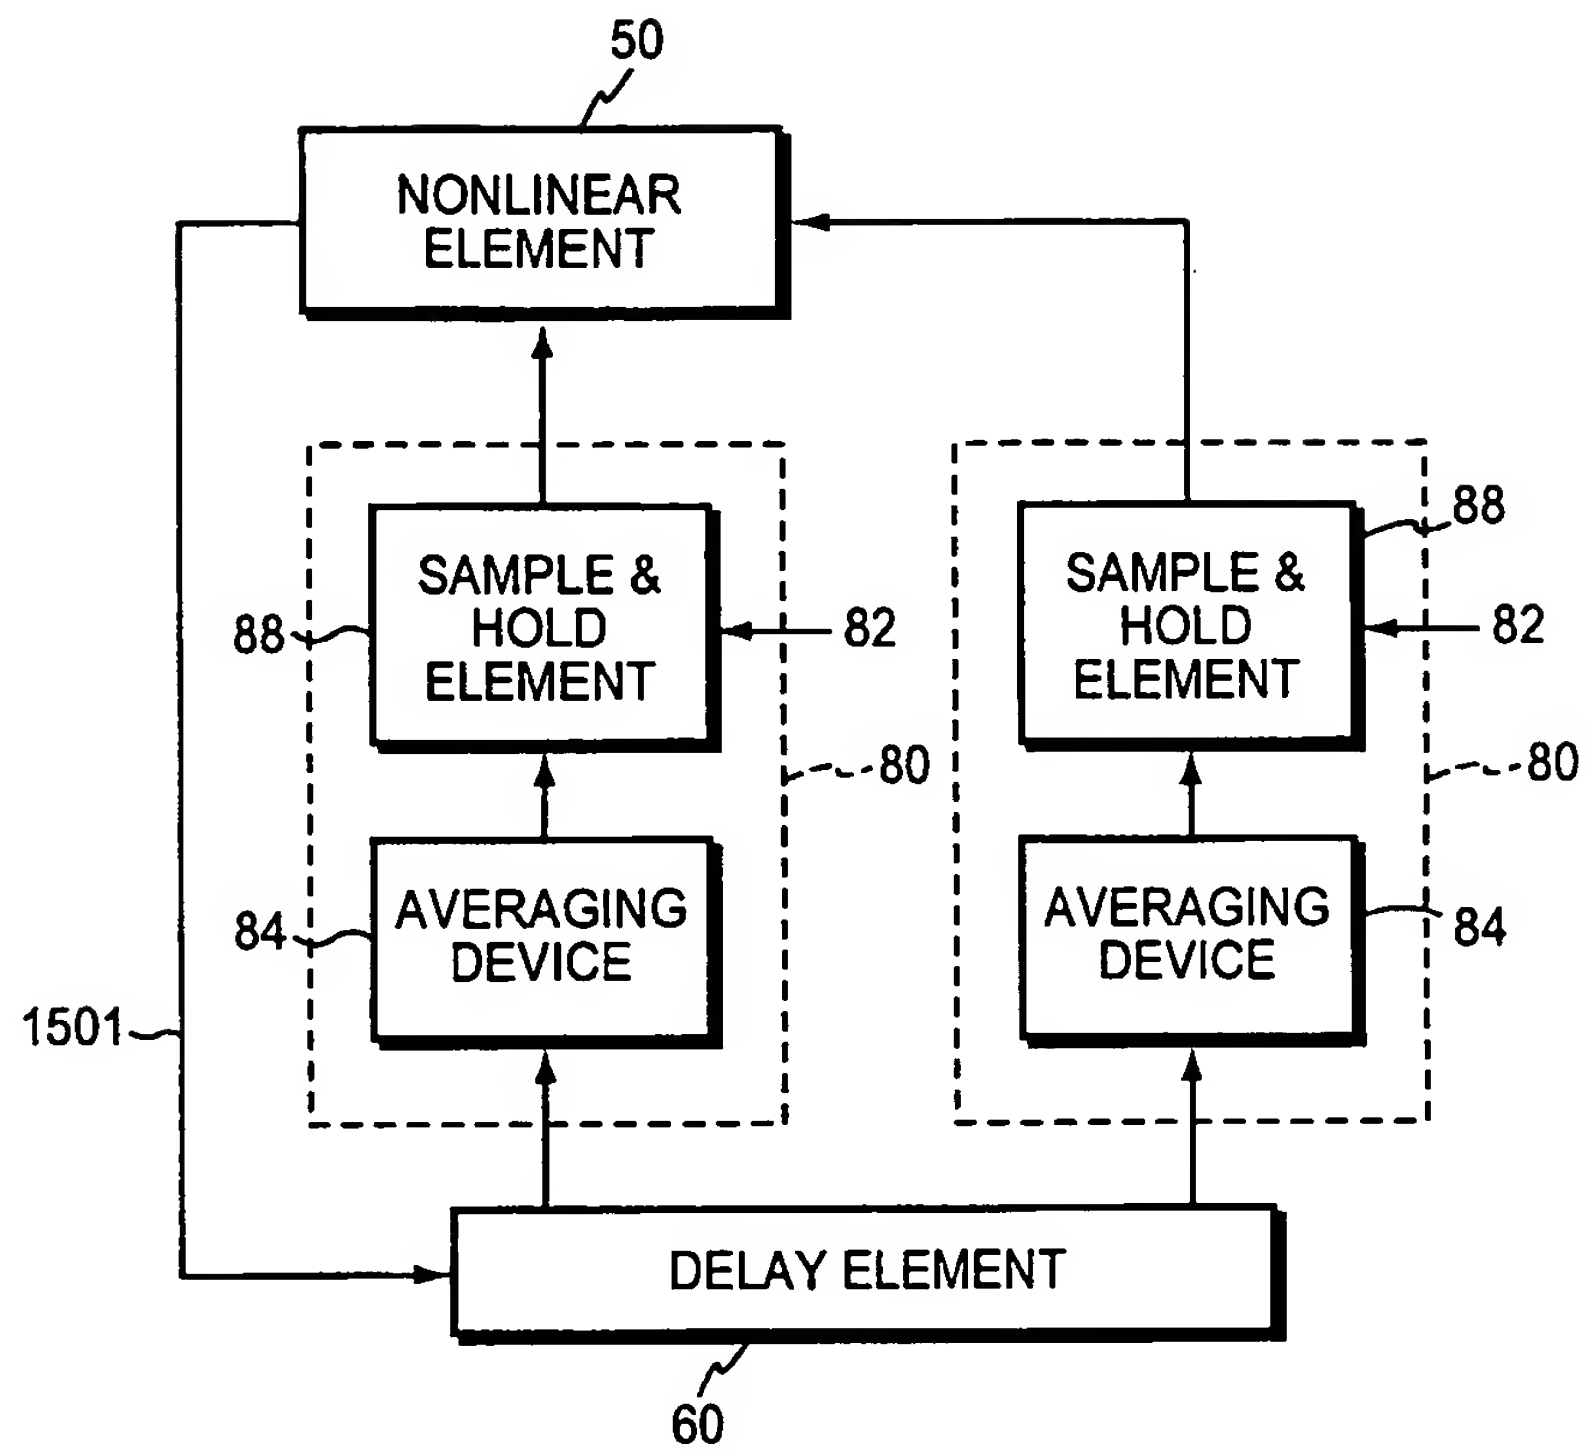 50
NONLINEAR
ELEMENT
88
SAMPLE &
HOLD
ELEMENT
82
88
SAMPLE &
HOLD
ELEMENT
82
80
80
84
AVERAGING
DEVICE
AVERAGING
DEVICE
84
1501
DELAY ELEMENT
60